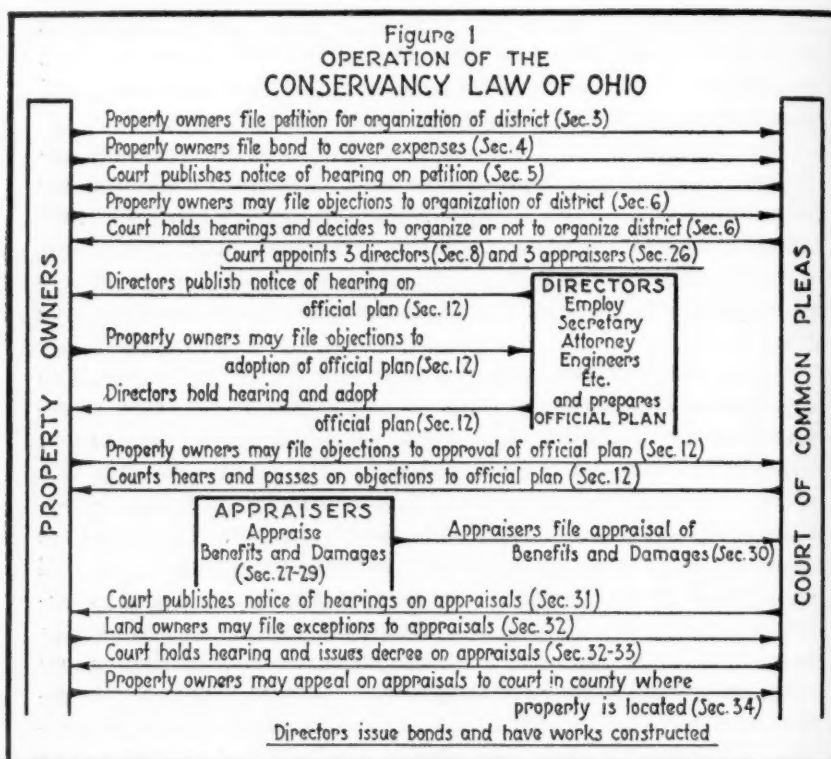 Figure 1
OPERATION OF THE
CONSERVANCY LAW OF OHIO
PROPERTY OWNERS
COURT OF COMMON PLEAS
Property owners file petition for organization of district (Sec. 3)
Property owners file bond to cover expenses (Sec. 4)
Court publishes notice of hearing on petition (Sec. 5)
Property owners may file objections to organization of district (Sec. 6)
Court holds hearings and decides to organize or not to organize district (Sec. 6)
Court appoints 3 directors (Sec. 8) and 3 appraisers (Sec. 26)
Directors publish notice of hearing on
official plan (Sec. 12)
DIRECTORS
Employ
Secretary
Attorney
Engineers
Etc.
and prepares
OFFICIAL PLAN
Property owners may file objections to
adoption of official plan (Sec. 12)
Directors hold hearing and adopt
official plan (Sec. 12)
Property owners may file objections to approval of official plan (Sec. 12)
Courts hears and passes on objections to official plan (Sec. 12)
APPRAISERS
Appraise
Benefits and Damages
(Sec. 27-29)
Appraisers file appraisal of
Benefits and Damages (Sec. 30)
Court publishes notice of hearings on appraisals (Sec. 31)
Land owners may file exceptions to appraisals (Sec. 32)
Court holds hearing and issues decree on appraisals (Sec. 32-33)
Property owners may appeal on appraisals to court in county where
property is located (Sec. 34)
Directors issue bonds and have works constructed